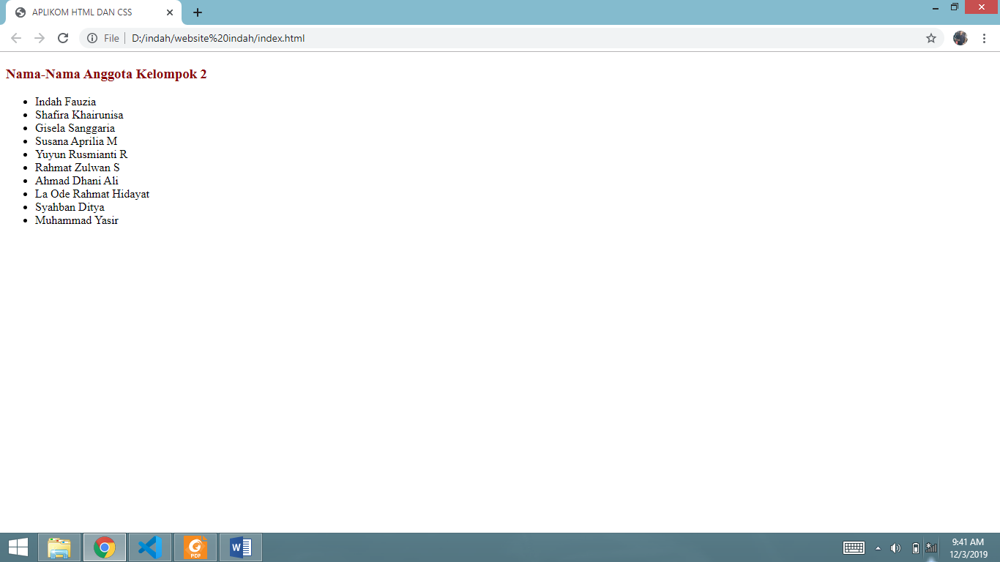 APLIKOM HTML DAN CSS
File D:/indah/website%20indah/index.html
Nama-Nama Anggota Kelompok 2
Indah Fauzia
Shafira Khairunisa
Gisela Sanggaria
Susana Aprilia M
Yuyun Rusmianti R
Rahmat Zulwan S
Ahmad Dhani Ali
La Ode Rahmat Hidayat
Syahban Ditya
Muhammad Yasir
PDF
W
9:41 AM
12/3/2019